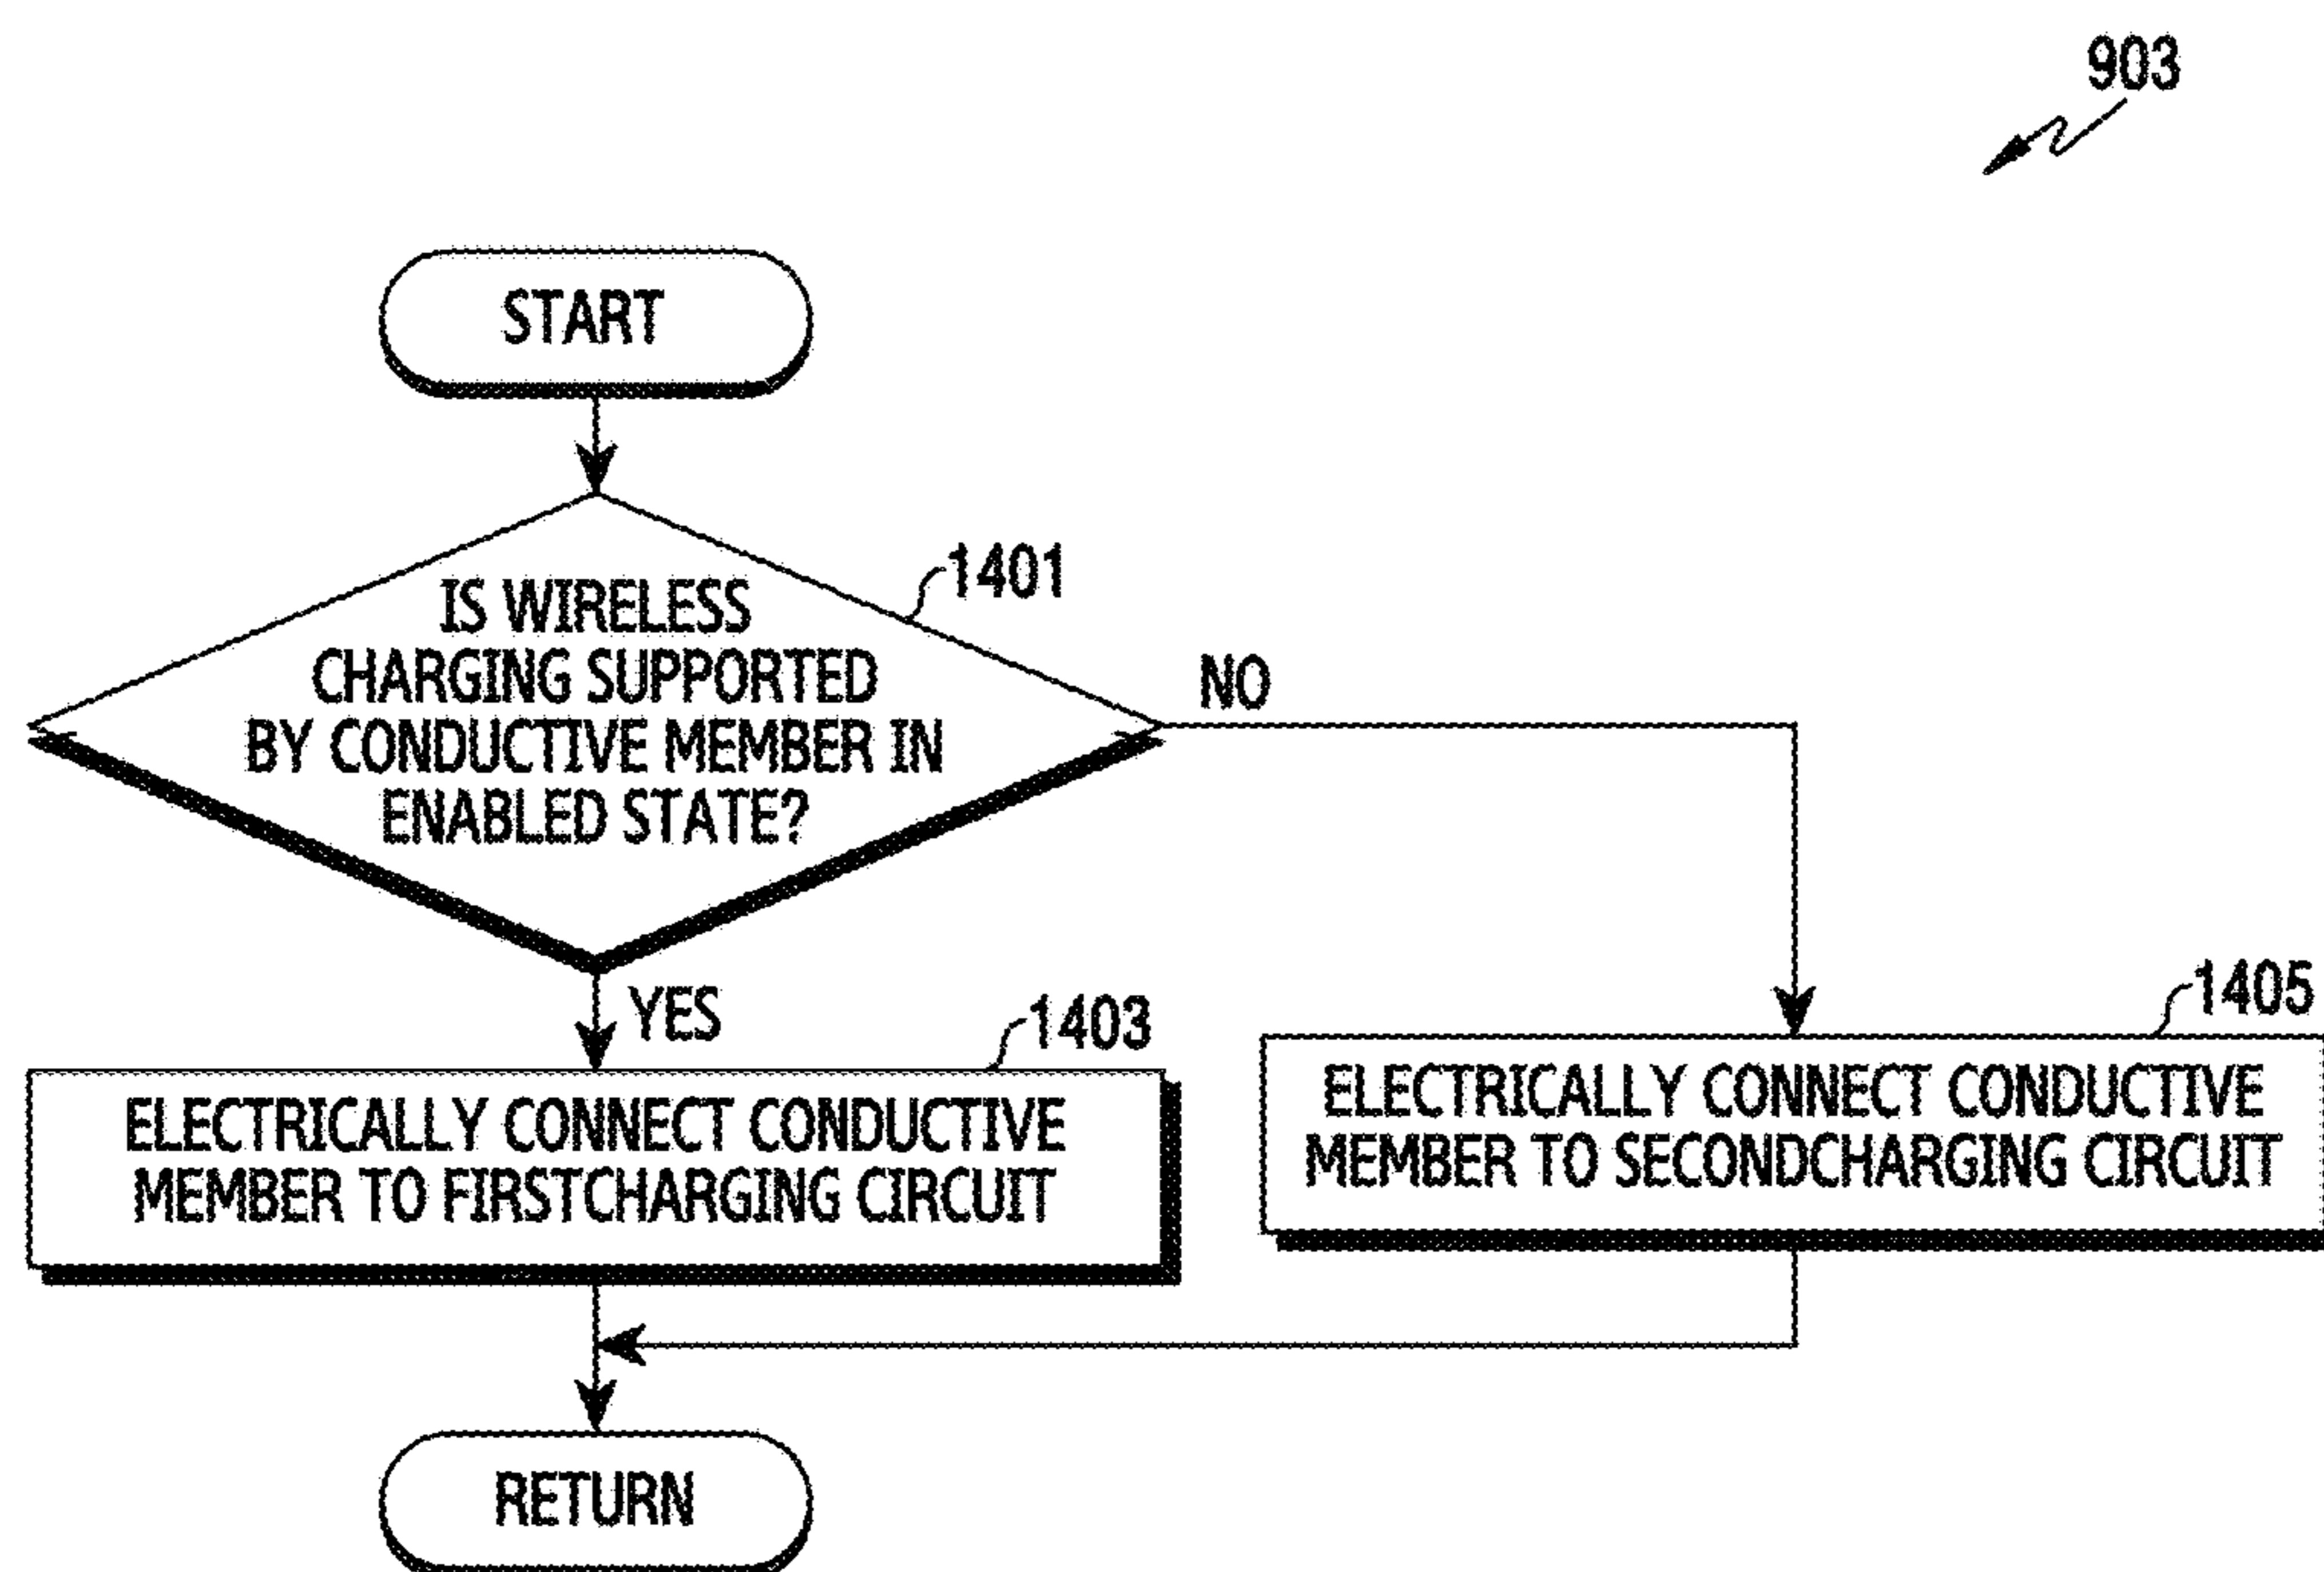 903
START
1401
IS WIRELESS
CHARGING SUPPORTED
BY CONDUCTIVE MEMBER IN
ENABLED STATE?
NO
YES
1403
ELECTRICALLY CONNECT CONDUCTIVE
MEMBER TO FIRSTCHARGING CIRCUIT
1405
ELECTRICALLY CONNECT CONDUCTIVE
MEMBER TO SECONDCHARGING CIRCUIT
RETURN